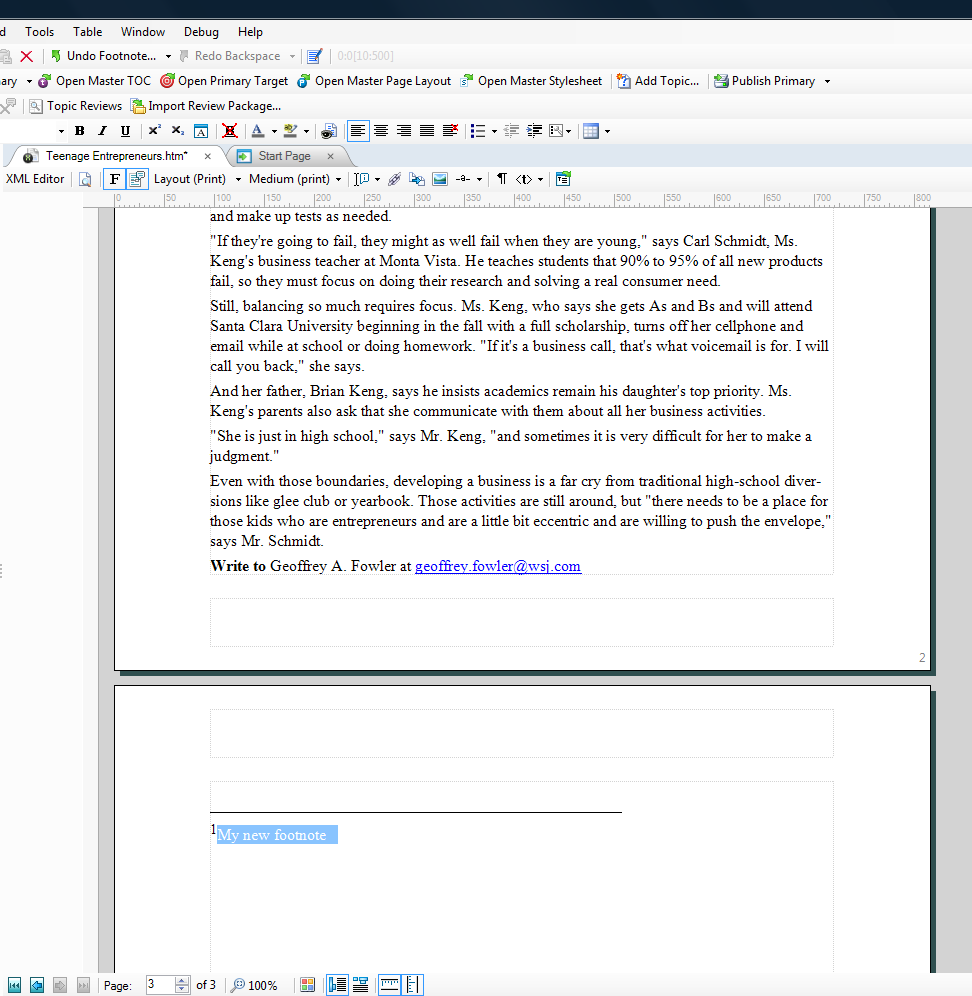 d Tools Table Window Debug Help
Undo Footnote... Redo Backspace 0:0[10:500]
ary Open Master TOC Open Primary Target Open Master Page Layout Open Master Stylesheet Add Topic... Publish Primary
Topic Reviews Import Review Package...
B I U X² X₂ A H A
Teenage Entrepreneurs.htm* × Start Page ×
XML Editor F Layout (Print) Medium (print) -a- ¶
0 50 100 150 200 250 300 350 400 450 500 550 600 650 700 750 800
and make up tests as needed.
"If they're going to fail, they might as well fail when they are young," says Carl Schmidt, Ms.
Keng's business teacher at Monta Vista. He teaches students that 90% to 95% of all new products
fail, so they must focus on doing their research and solving a real consumer need.
Still, balancing so much requires focus. Ms. Keng, who says she gets As and Bs and will attend
Santa Clara University beginning in the fall with a full scholarship, turns off her cellphone and
email while at school or doing homework. "If it's a business call, that's what voicemail is for. I will
call you back," she says.
And her father, Brian Keng, says he insists academics remain his daughter's top priority. Ms.
Keng's parents also ask that she communicate with them about all her business activities.
"She is just in high school," says Mr. Keng, "and sometimes it is very difficult for her to make a
judgment."
Even with those boundaries, developing a business is a far cry from traditional high-school diver-
sions like glee club or yearbook. Those activities are still around, but "there needs to be a place for
those kids who are entrepreneurs and are a little bit eccentric and are willing to push the envelope,"
says Mr. Schmidt.
Write to Geoffrey A. Fowler at geoffrey.fowler@wsj.com
2
1My new footnote
Page: 3 of 3 100%